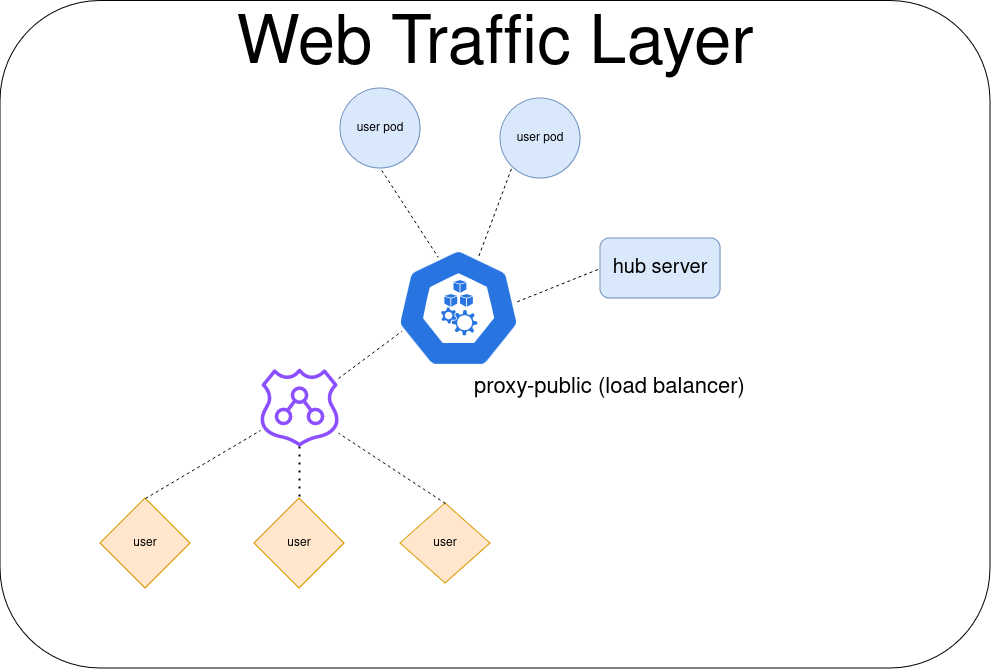 Web Traffic Layer
user pod
user pod
hub server
proxy-public (load balancer)
user
user
user